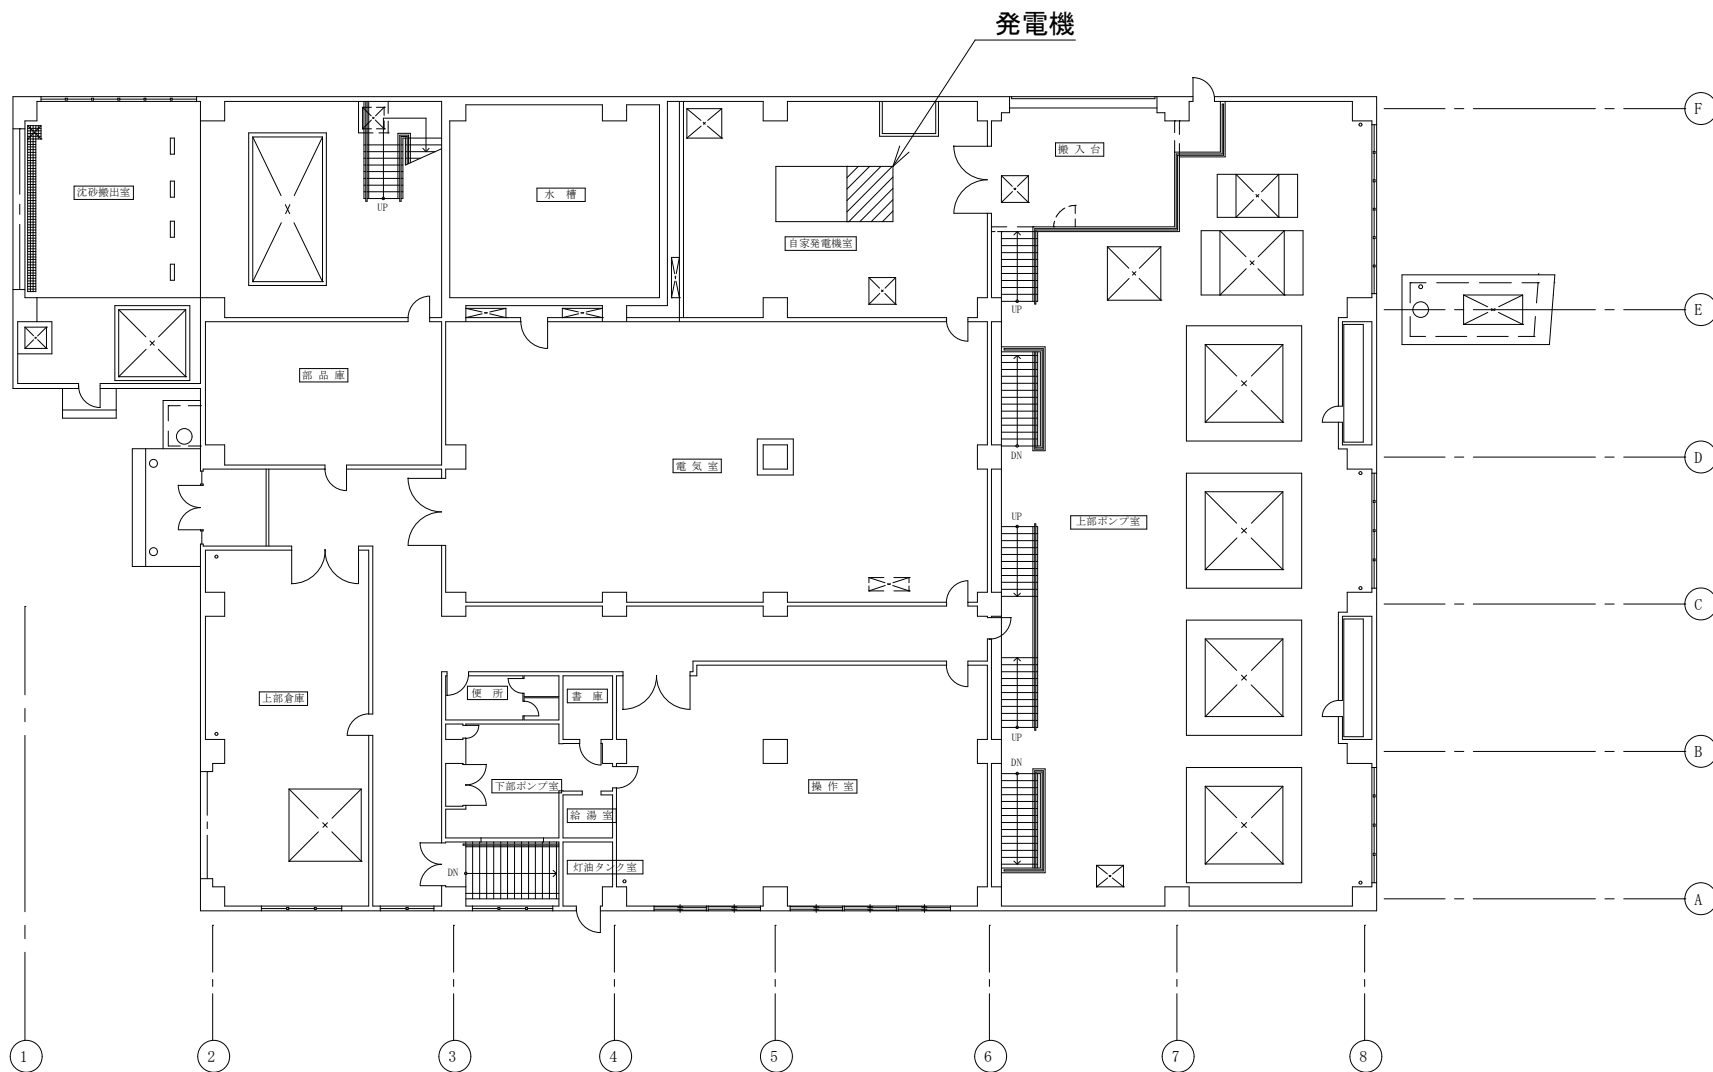 発電機
F
搬入台
沈砂搬出室
水槽
UP
自家発電機室
UP
E
部品庫
DN
D
電気室
UP
上部ポンプ室
C
便所
書庫
上部倉庫
UP
B
DN
下部ポンプ室
操作室
給湯室
灯油タンク室
DN
A
1
2
3
4
5
6
7
8